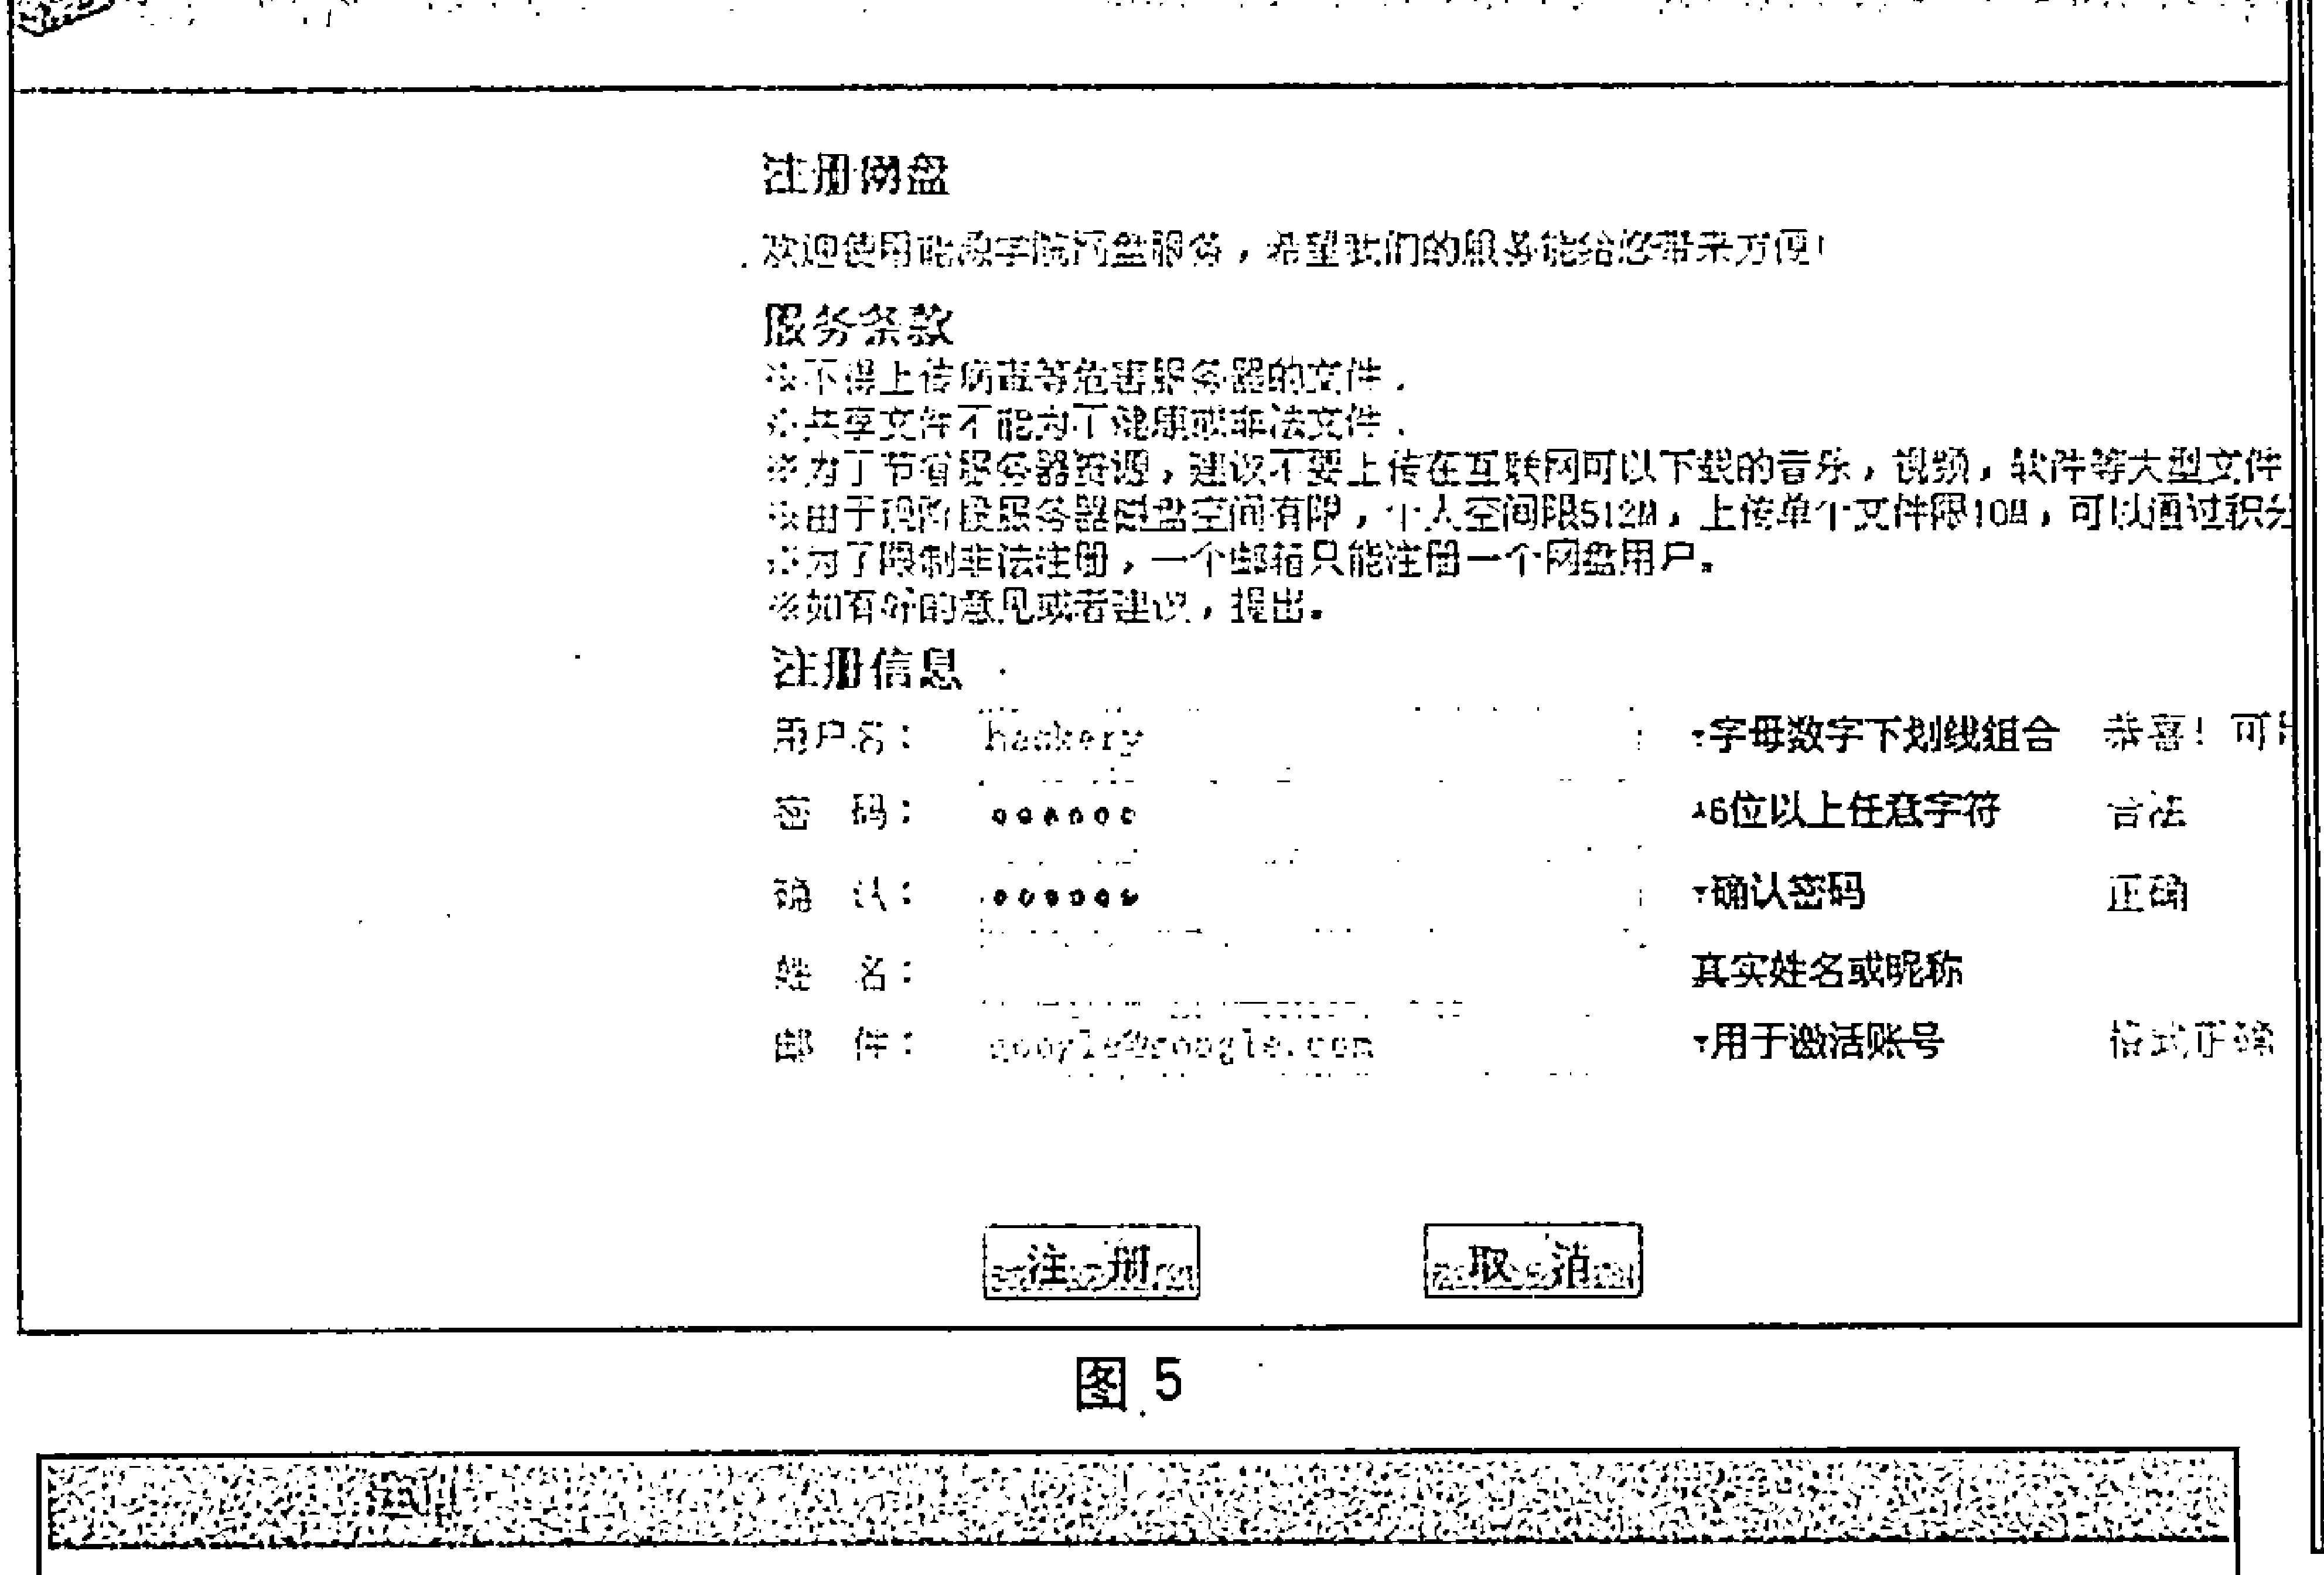 注册网盘
欢迎使用能源学院网盘服务，希望我们的服务能给您带来方便！
服务条款
※不得上传病毒等危害服务器的文件.
※共享文件不能为不健康或非法文件.
※为了节省服务器资源，建议不要上传在互联网可以下载的音乐，视频，软件等大型文件
※由于现阶段服务器磁盘空间有限，个人空间限512M，上传单个文件限10M，可以通过积分
※为了限制非法注册，一个邮箱只能注册一个网盘用户。
※如有好的意见或者建议，提出。
注册信息
用户名： hackery *字母数字下划线组合 恭喜！可
密 码： *6位以上任意字符 合法
确 认： *确认密码 正确
姓 名： 真实姓名或昵称
邮 件： google@google.com *用于激活账号 格式正确
注 册 取 消
图 5